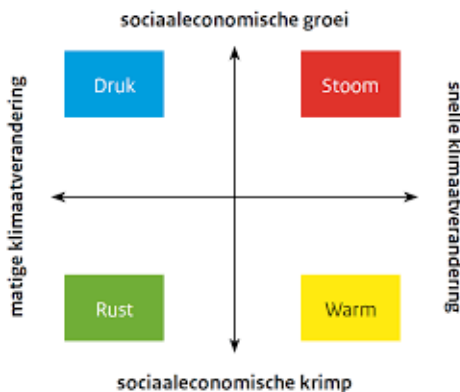 sociaaleconomische groei
matige klimaatverandering
Druk
Stoom
snelle klimaatverandering
Rust
Warm
sociaaleconomische krimp